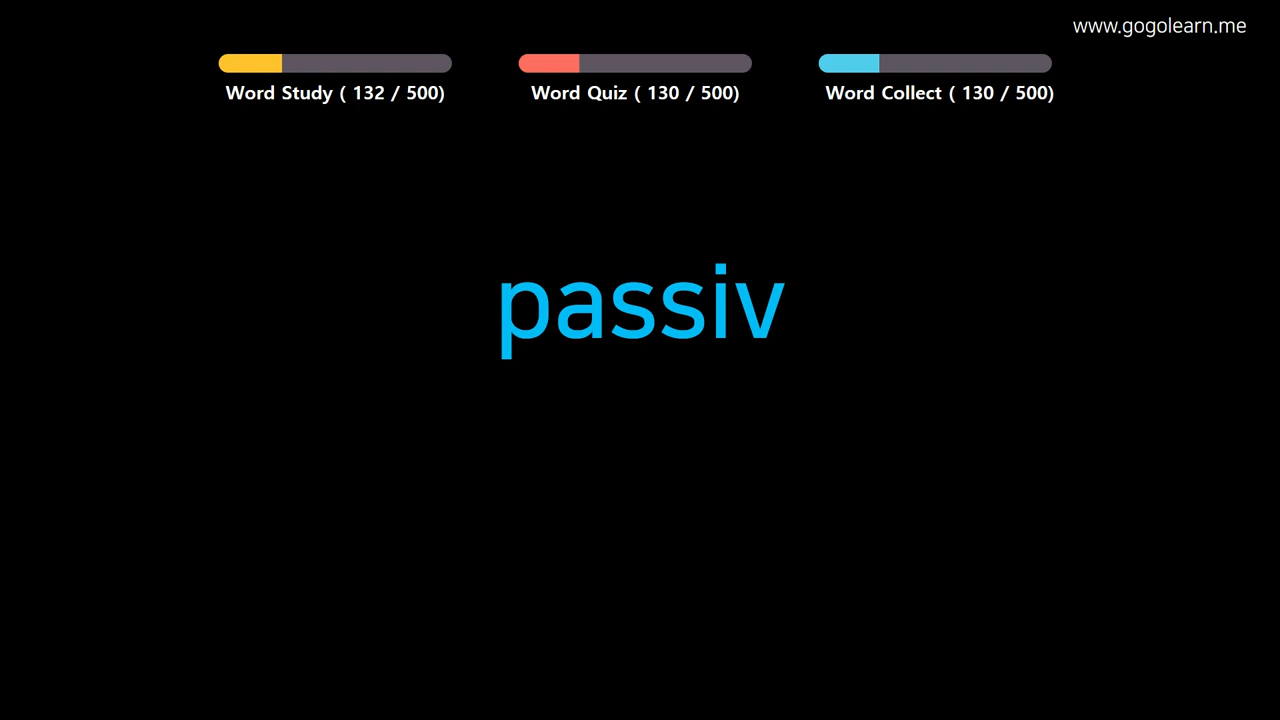 www.gogolearn.me
Word Study ( 132 / 500)
Word Quiz ( 130 / 500)
Word Collect ( 130 / 500)
passiv